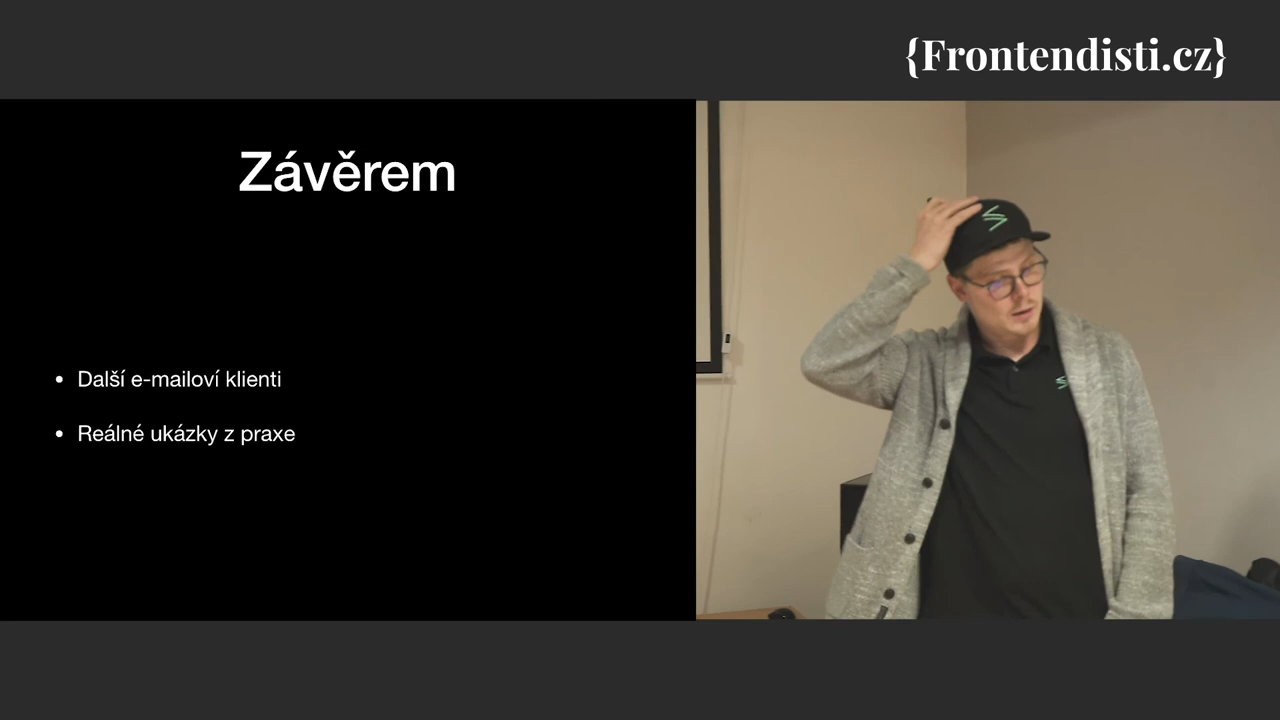 {Frontendisti.cz}
Závěrem
• Další e-mailoví klienti
• Reálné ukázky z praxe